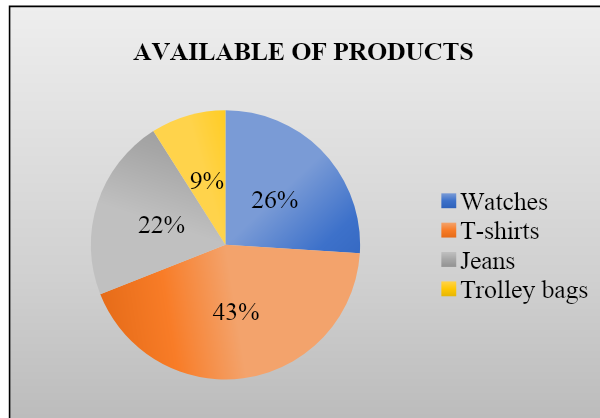 AVAILABLE OF PRODUCTS
9%
26%
22%
43%
Watches
T-shirts
Jeans
Trolley bags